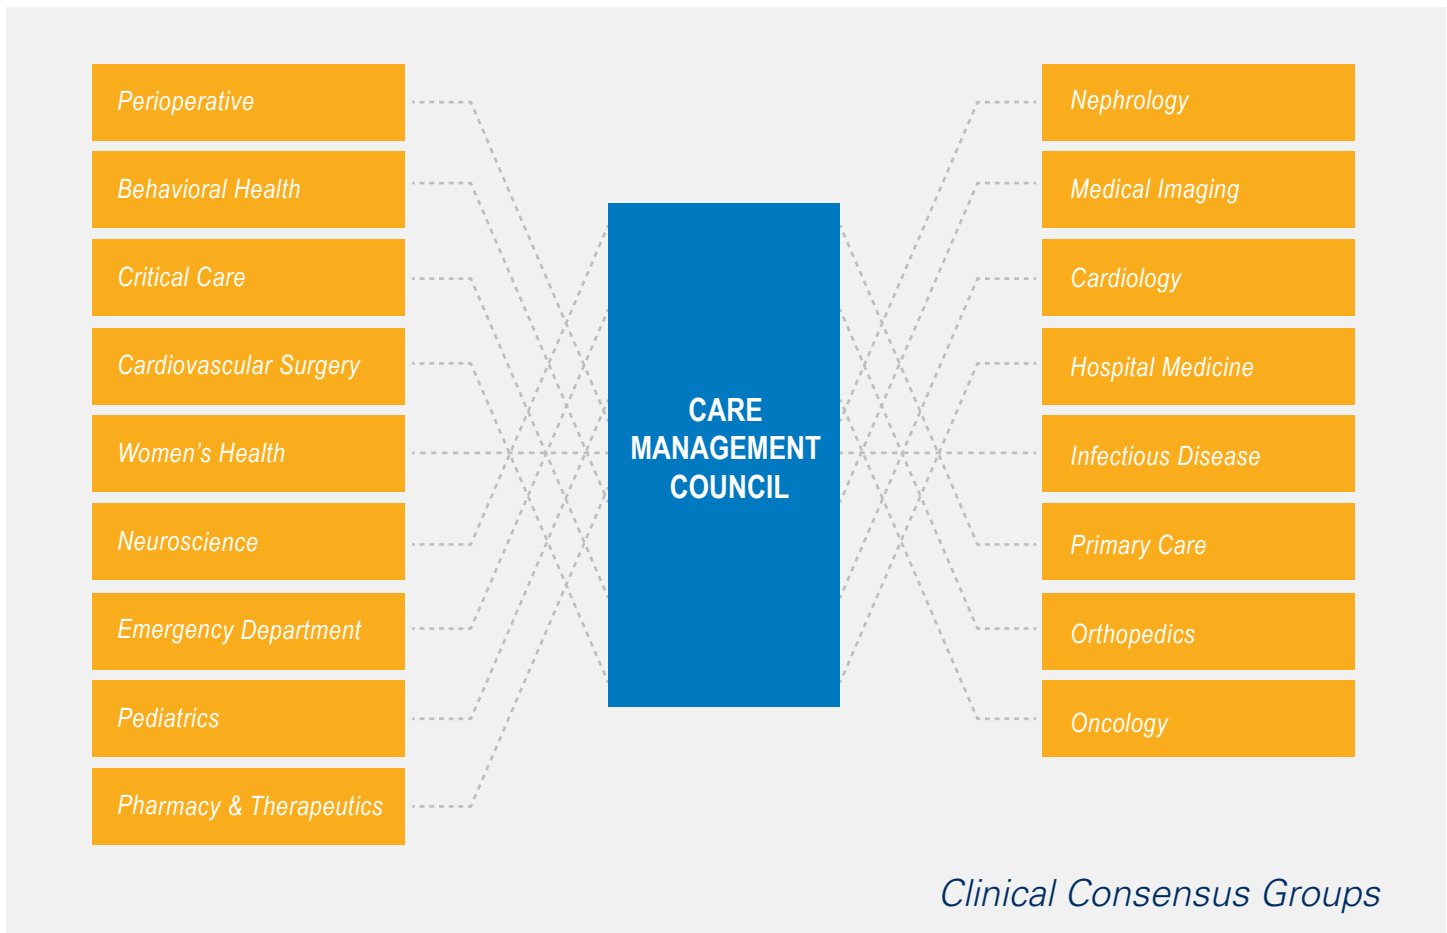 Perioperative
Behavioral Health
Critical Care
Cardiovascular Surgery
Women’s Health
Neuroscience
Emergency Department
Pediatrics
Pharmacy & Therapeutics
CARE
MANAGEMENT
COUNCIL
Nephrology
Medical Imaging
Cardiology
Hospital Medicine
Infectious Disease
Primary Care
Orthopedics
Oncology
Clinical Consensus Groups